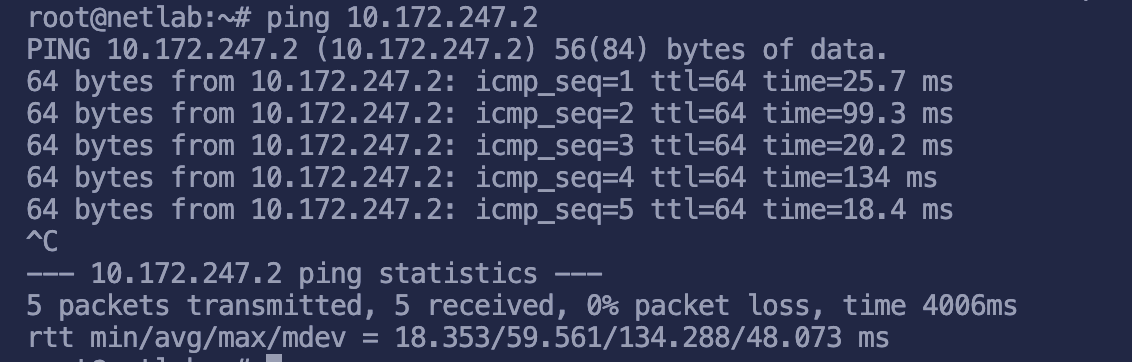 root@netlab:~# ping 10.172.247.2
PING 10.172.247.2 (10.172.247.2) 56(84) bytes of data.
64 bytes from 10.172.247.2: icmp_seq=1 ttl=64 time=25.7 ms
64 bytes from 10.172.247.2: icmp_seq=2 ttl=64 time=99.3 ms
64 bytes from 10.172.247.2: icmp_seq=3 ttl=64 time=20.2 ms
64 bytes from 10.172.247.2: icmp_seq=4 ttl=64 time=134 ms
64 bytes from 10.172.247.2: icmp_seq=5 ttl=64 time=18.4 ms
^C
--- 10.172.247.2 ping statistics ---
5 packets transmitted, 5 received, 0% packet loss, time 4006ms
rtt min/avg/max/mdev = 18.353/59.561/134.288/48.073 ms